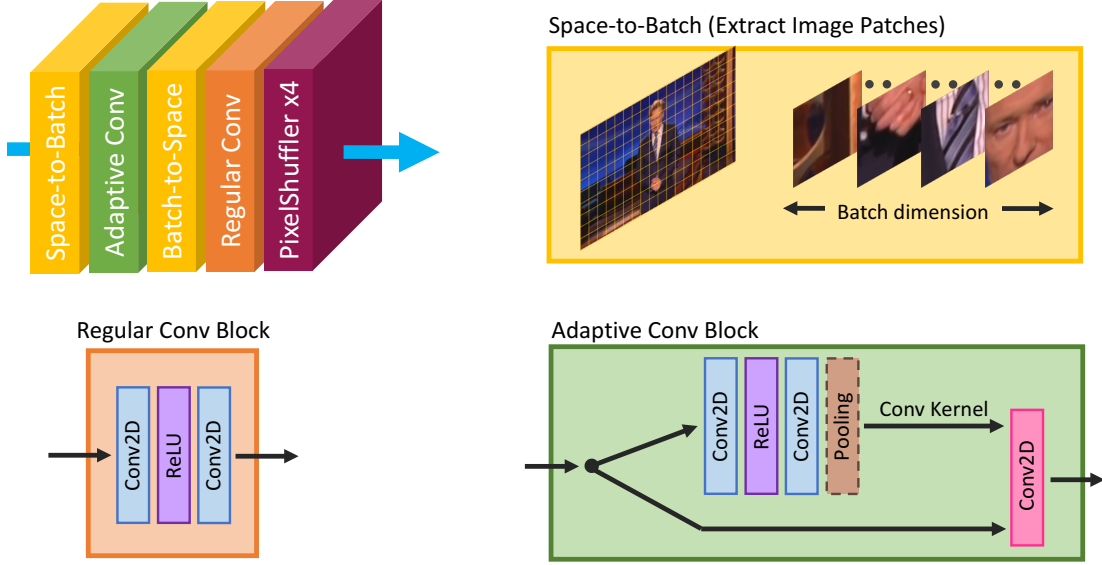 Space-to-Batch
Adaptive Conv
Batch-to-Space
Regular Conv
PixelShuffler x4
Space-to-Batch (Extract Image Patches)
Batch dimension
Regular Conv Block
Conv2D
ReLU
Conv2D
Adaptive Conv Block
Conv2D
ReLU
Conv2D
Pooling
Conv Kernel
Conv2D